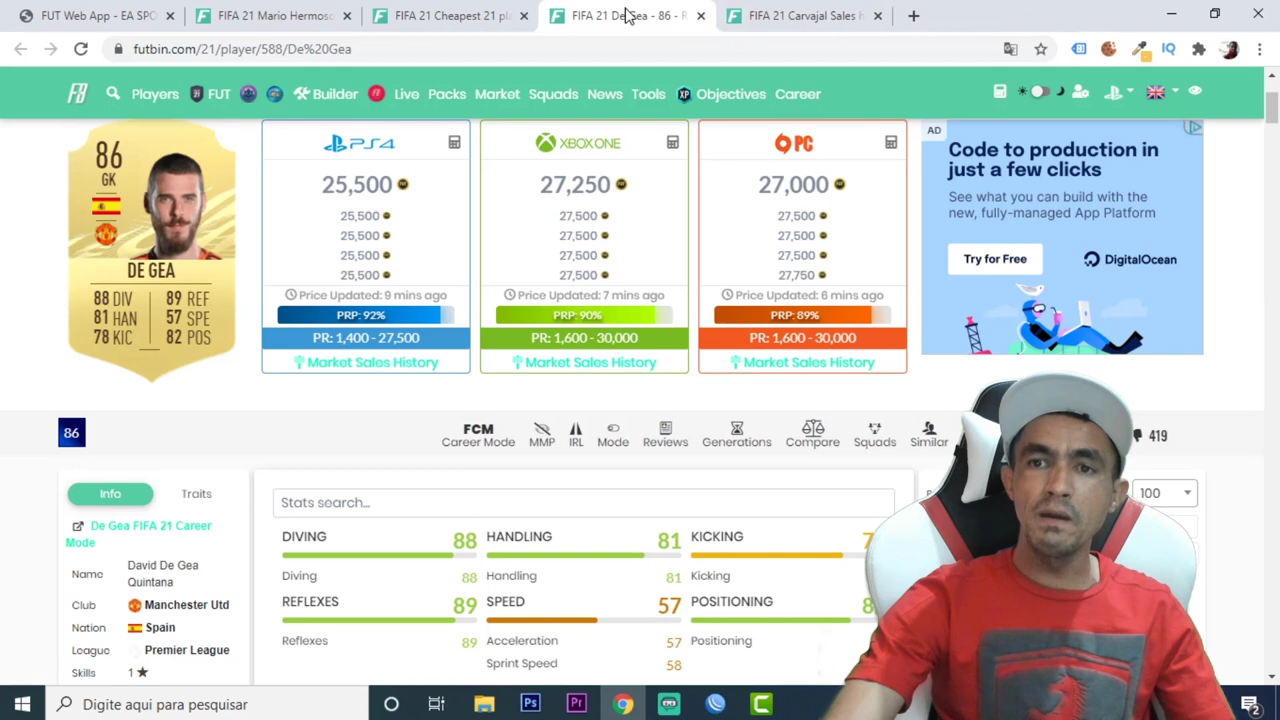 FUT Web App - EA SPO
FIFA 21 Mario Hermoso
FIFA 21 Cheapest 21 pl
FIFA 21 De Gea - 86 - R
FIFA 21 Carvajal Sales h
futbin.com/21/player/588/De%20Gea
IQ
Players FUT Builder Live Packs Market Squads News Tools XP Objectives Career
86
GK
DE GEA
88 DIV 89 REF
81 HAN 57 SPE
78 KIC 82 POS
PS4
25,500
25,500
25,500
25,500
25,500
Price Updated: 9 mins ago
PRP: 92%
PR: 1,400 - 27,500
Market Sales History
XBOX ONE
27,250
27,500
27,500
27,500
27,500
Price Updated: 7 mins ago
PRP: 90%
PR: 1,600 - 30,000
Market Sales History
PC
27,000
27,500
27,500
27,500
27,750
Price Updated: 6 mins ago
PRP: 89%
PR: 1,600 - 30,000
Market Sales History
AD
Code to production in
just a few clicks
See what you can build with the
new, fully-managed App Platform
Try for Free
DigitalOcean
86
FCM
Career Mode MMP IRL Mode Reviews Generations Compare Squads Similar
419
Info Traits
De Gea FIFA 21 Career
Mode
Name David De Gea
Quintana
Club Manchester Utd
Nation Spain
League Premier League
Skills 1
Stats search...
100
DIVING 88
Diving 88
REFLEXES 89
Reflexes 89
HANDLING 81
Handling 81
SPEED 57
Acceleration 57
Sprint Speed 58
KICKING
Kicking
POSITIONING
Positioning
Digite aqui para pesquisar
Ps
Pr
2